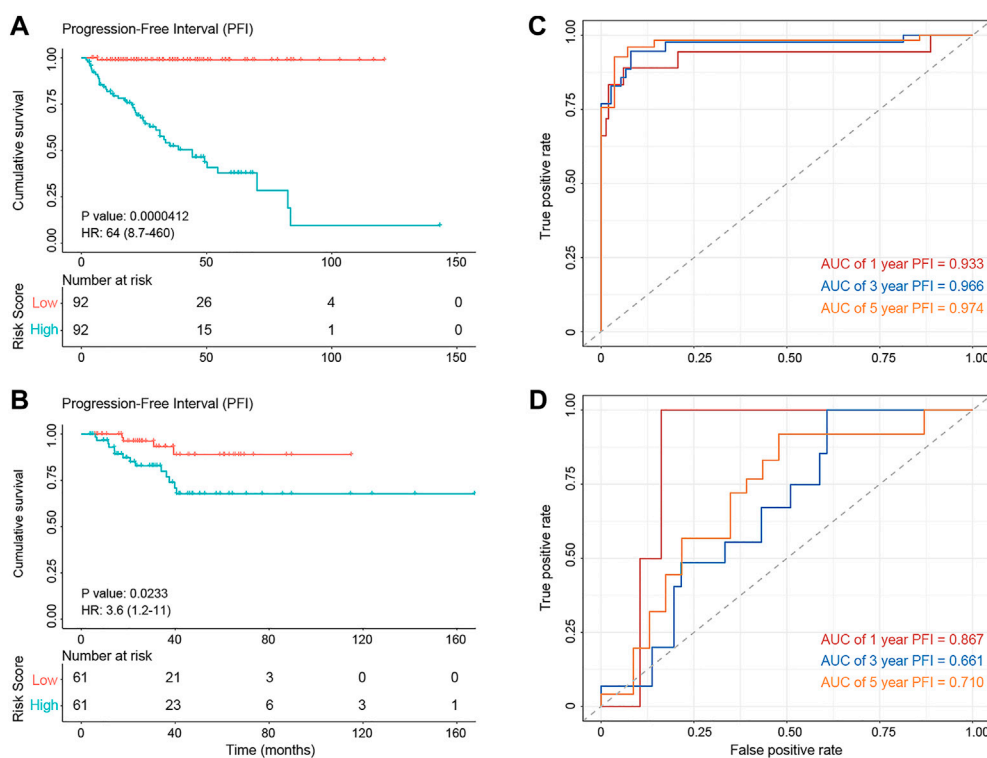 A
Progression-Free Interval (PFI)
Cumulative survival
1.00
0.75
0.50
0.25
0.00
P value: 0.0000412
HR: 64 (8.7-460)
0 50 100 150
Number at risk
Risk Score
Low 92 26 4 0
High 92 15 1 0
0 50 100 150
B
Progression-Free Interval (PFI)
Cumulative survival
1.00
0.75
0.50
0.25
0.00
P value: 0.0233
HR: 3.6 (1.2-11)
0 40 80 120 160
Number at risk
Risk Score
Low 61 21 3 0 0
High 61 23 6 3 1
0 40 80 120 160
Time (months)
C
True positive rate
1.00
0.75
0.50
0.25
0
AUC of 1 year PFI = 0.933
AUC of 3 year PFI = 0.966
AUC of 5 year PFI = 0.974
0 0.25 0.50 0.75 1.00
D
True positive rate
1.00
0.75
0.50
0.25
0
AUC of 1 year PFI = 0.867
AUC of 3 year PFI = 0.661
AUC of 5 year PFI = 0.710
0 0.25 0.50 0.75 1.00
False positive rate